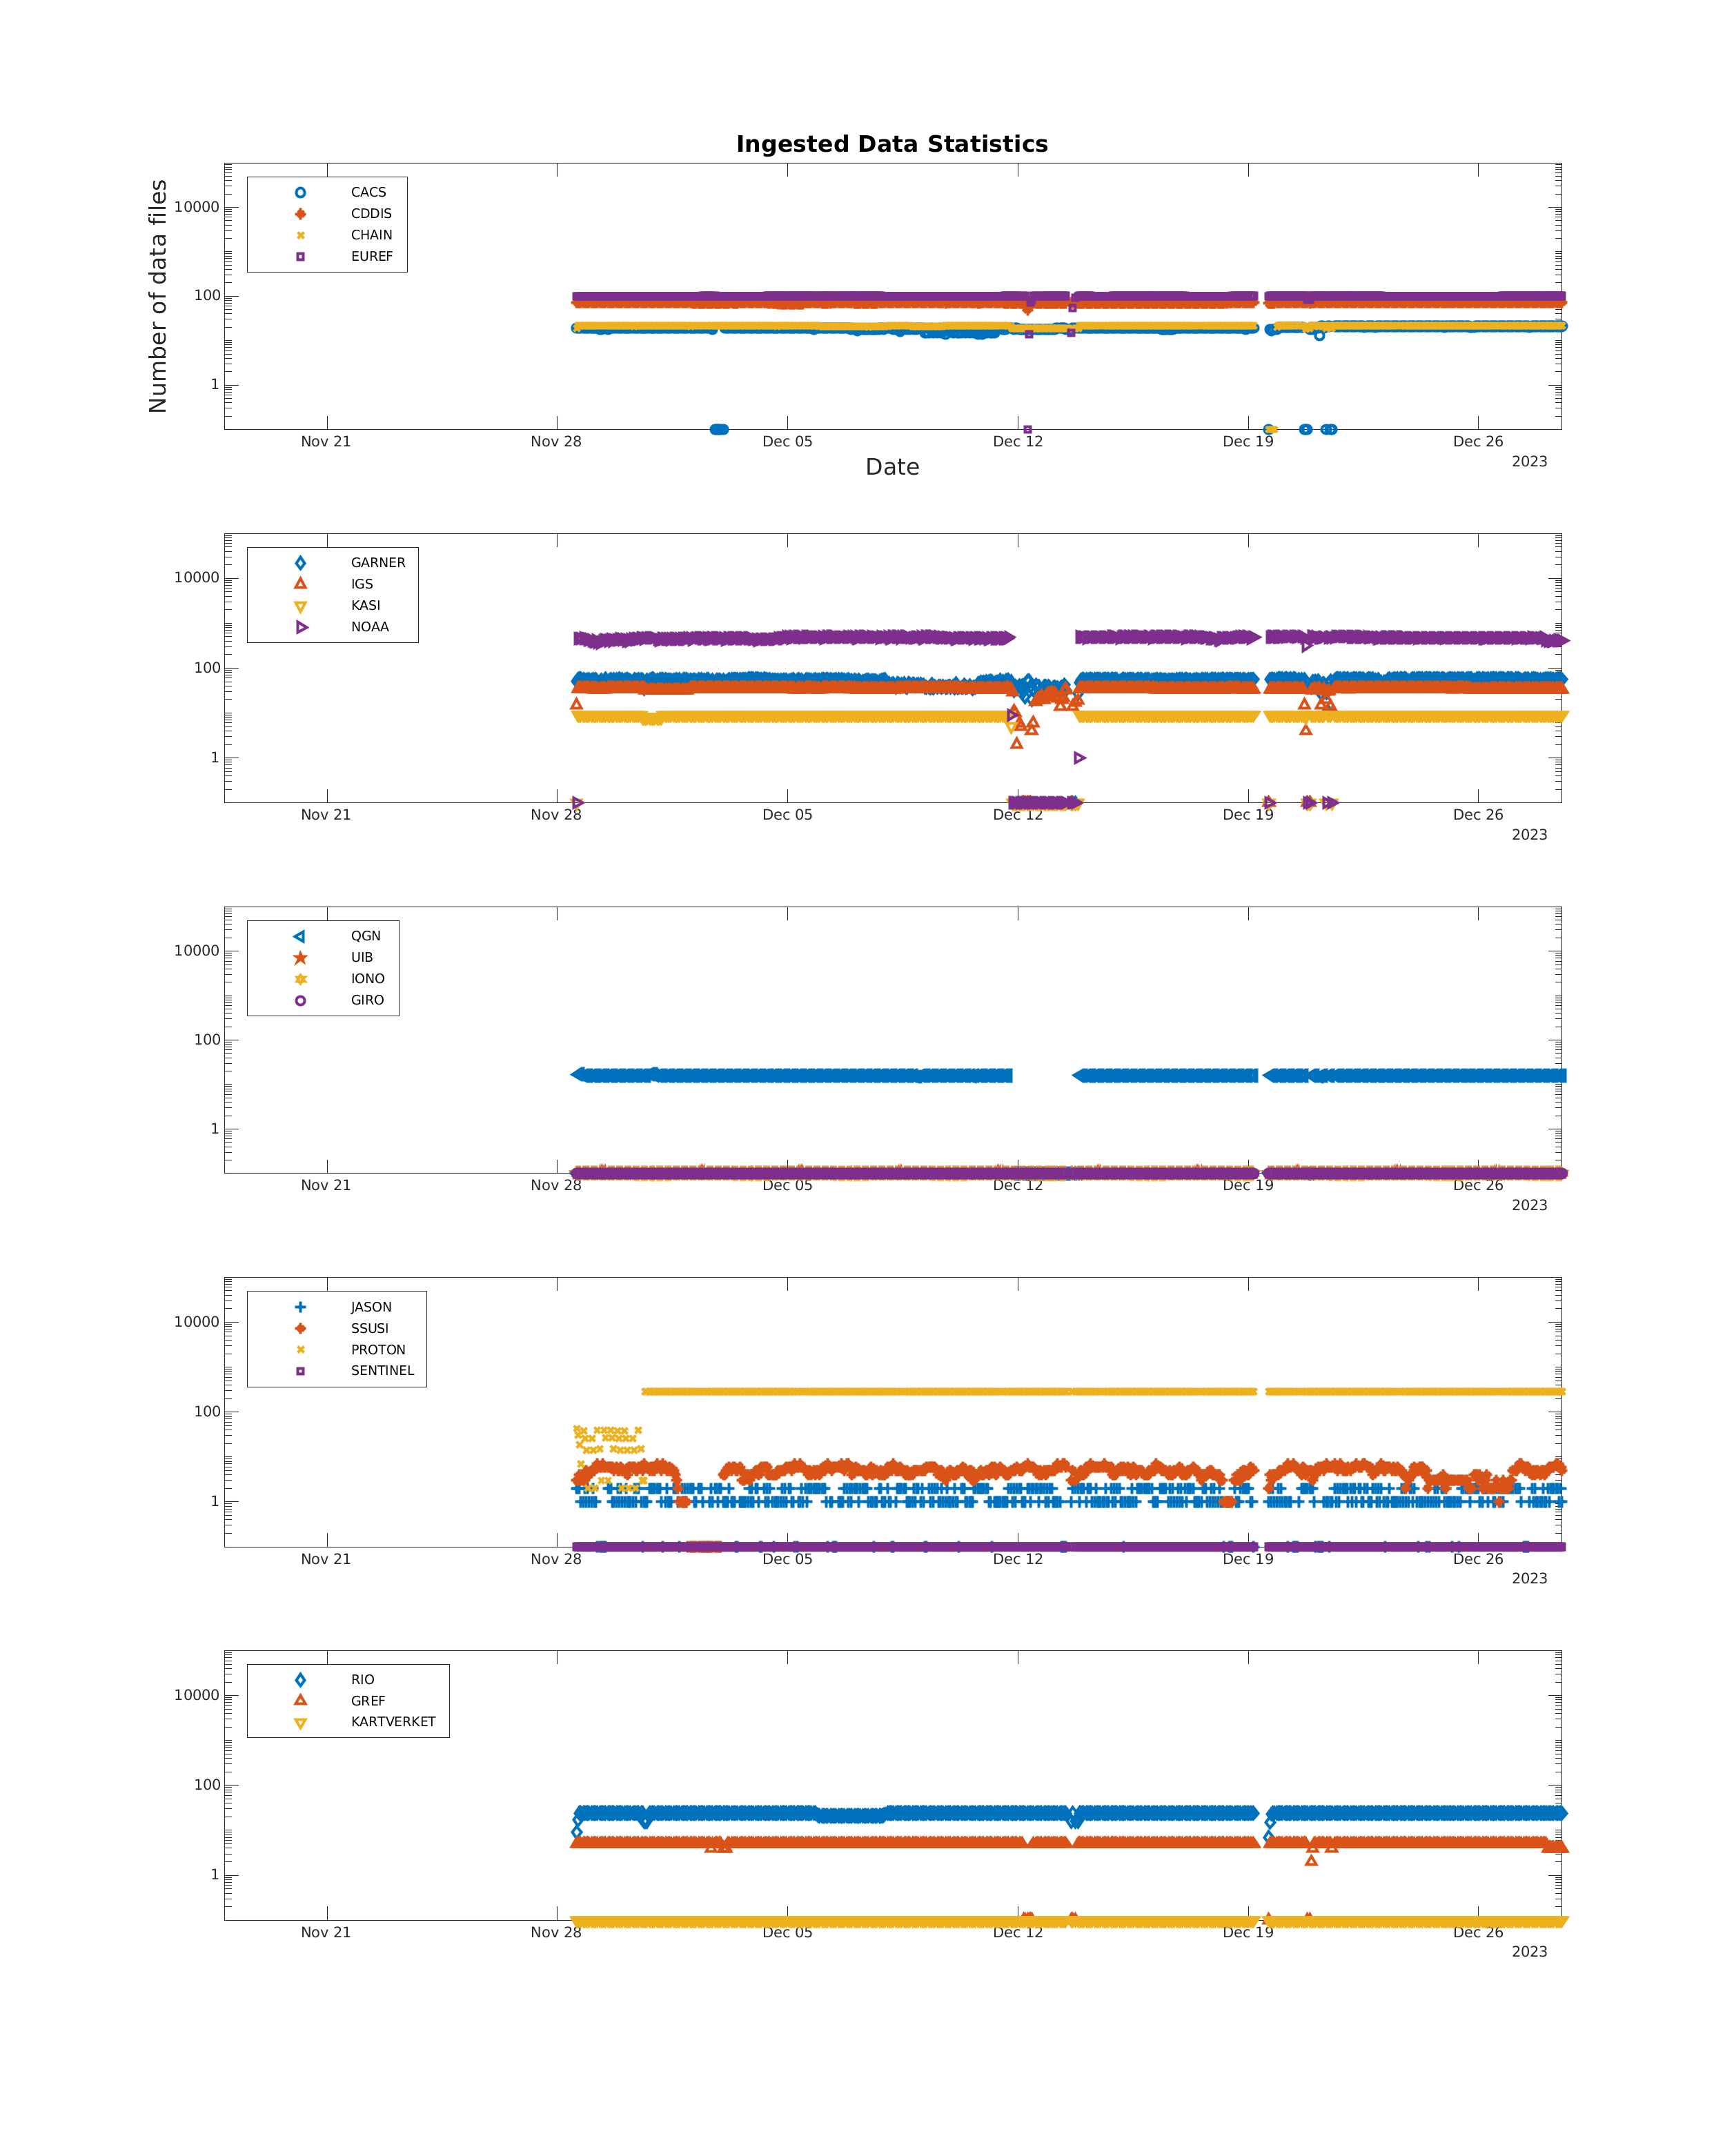 Ingested Data Statistics
Number of data files
CACS
CDDIS
CHAIN
EUREF
10000
100
1
Nov 21 Nov 28 Dec 05 Dec 12 Dec 19 Dec 26
2023
Date
GARNER
IGS
KASI
NOAA
10000
100
1
Nov 21 Nov 28 Dec 05 Dec 12 Dec 19 Dec 26
2023
QGN
UIB
IONO
GIRO
10000
100
1
Nov 21 Nov 28 Dec 05 Dec 12 Dec 19 Dec 26
2023
JASON
SSUSI
PROTON
SENTINEL
10000
100
1
Nov 21 Nov 28 Dec 05 Dec 12 Dec 19 Dec 26
2023
RIO
GREF
KARTVERKET
10000
100
1
Nov 21 Nov 28 Dec 05 Dec 12 Dec 19 Dec 26
2023